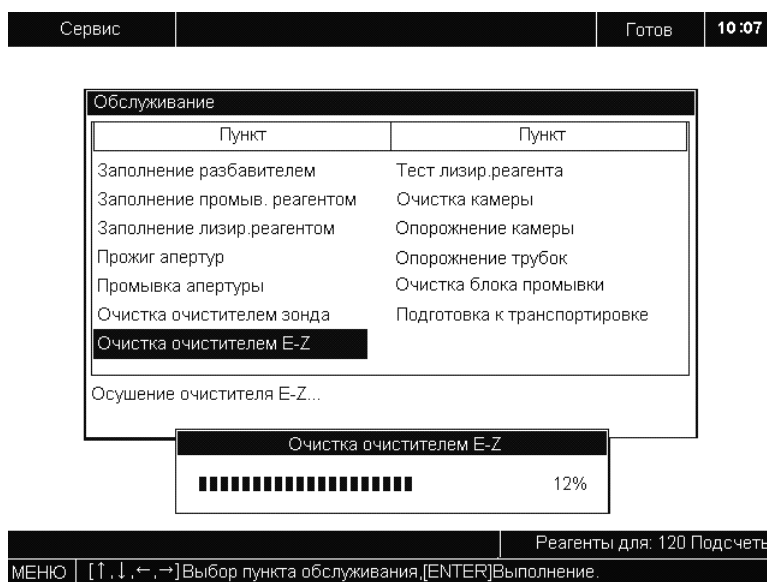 Сервис Готов 10:07
Обслуживание
Пункт Пункт
Заполнение разбавителем Тест лизир.реагента
Заполнение промыв. реагентом Очистка камеры
Заполнение лизир.реагентом Опорожнение камеры
Прожиг апертур Опорожнение трубок
Промывка апертуры Очистка блока промывки
Очистка очистителем зонда Подготовка к транспортировке
Очистка очистителем E-Z
Осушение очистителя E-Z...
Очистка очистителем E-Z
12%
Реагенты для: 120 Подсчеть
МЕНЮ [↑,↓,←,→]Выбор пункта обслуживания,[ENTER]Выполнение.